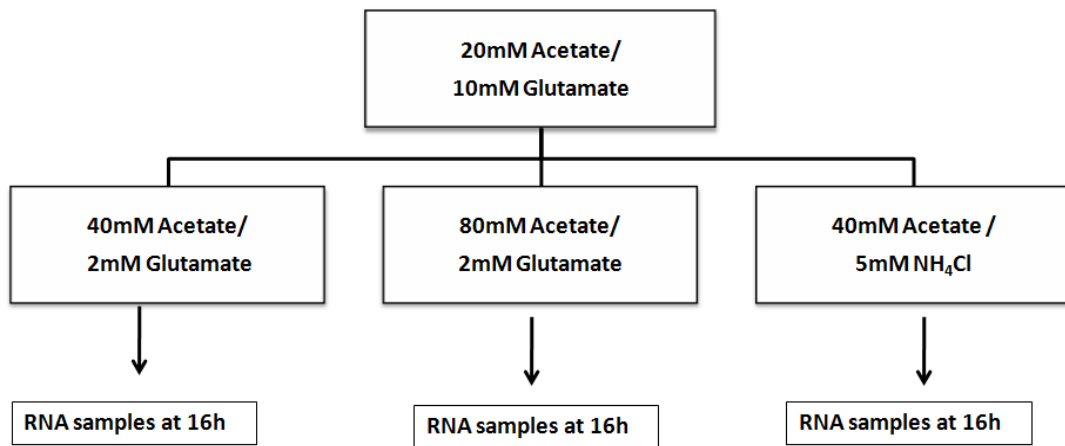 20mM Acetate/
10mM Glutamate
40mM Acetate/
2mM Glutamate
80mM Acetate/
2mM Glutamate
40mM Acetate /
5mM NH₄Cl
RNA samples at 16h
RNA samples at 16h
RNA samples at 16h